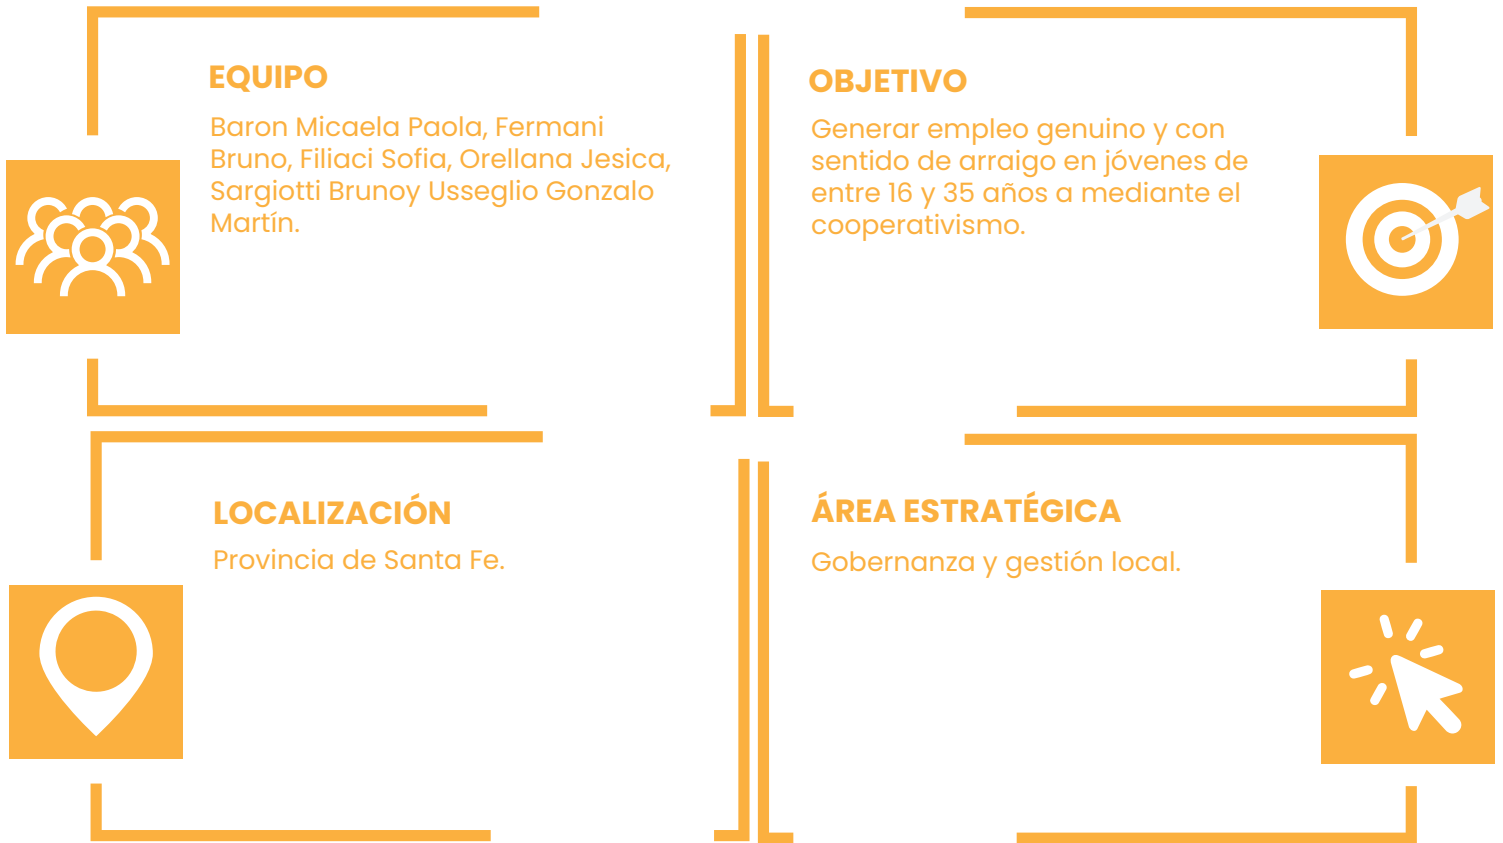 EQUIPO
Baron Micaela Paola, Fermani
Bruno, Filiaci Sofia, Orellana Jesica,
Sargiotti Brunoy Usseglio Gonzalo
Martín.
OBJETIVO
Generar empleo genuino y con
sentido de arraigo en jóvenes de
entre 16 y 35 años a mediante el
cooperativismo.
LOCALIZACIÓN
Provincia de Santa Fe.
ÁREA ESTRATÉGICA
Gobernanza y gestión local.